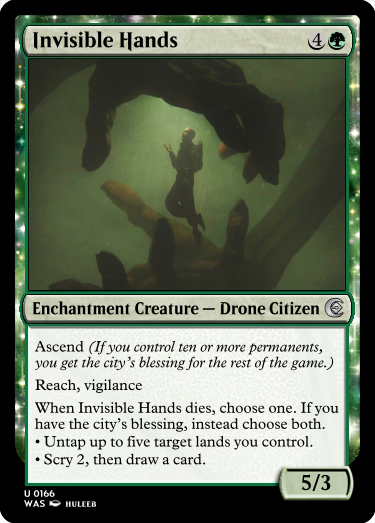 Invisible Hands 4
Enchantment Creature — Drone Citizen
Ascend (If you control ten or more permanents,
you get the city's blessing for the rest of the game.)
Reach, vigilance
When Invisible Hands dies, choose one. If you
have the city's blessing, instead choose both.
• Untap up to five target lands you control.
• Scry 2, then draw a card.
5/3
U 0166
WAS HULEEB